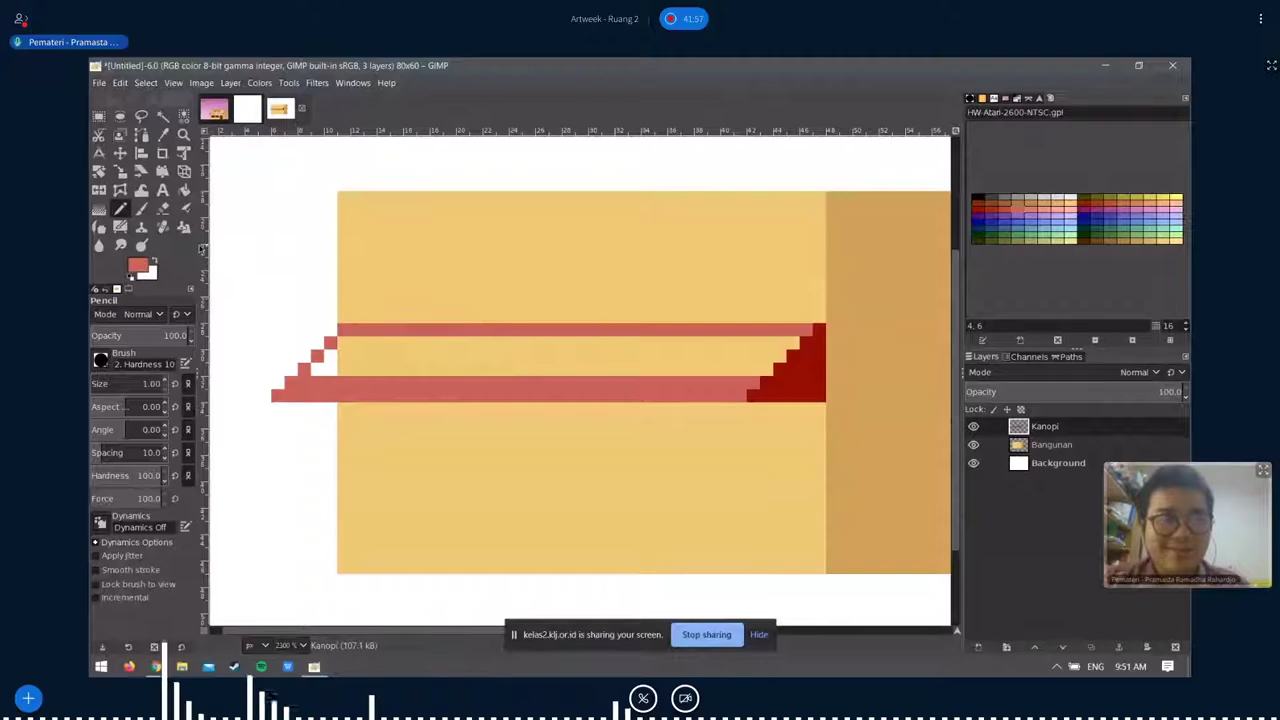 Artweek - Ruang 2
41:57
Pemateri - Pramasta ...
*[Untitled]-6.0 (RGB color 8-bit gamma integer, GIMP built-in sRGB, 3 layers) 80x60 – GIMP
File Edit Select View Image Layer Colors Tools Filters Windows Help
HW-Atari-2600-NTSC.gpl
Pencil
Mode Normal
Opacity 100.0
Brush
2. Hardness 10
Size 1.00
Aspect ... 0.00
Angle 0.00
Spacing 10.0
Hardness 100.0
Force 100.0
Dynamics
Dynamics Off
Dynamics Options
Apply Jitter
Smooth stroke
Lock brush to view
Incremental
4, 6 16
Layers Channels Paths
Mode Normal
Opacity 100.0
Lock:
Kanopi
Bangunan
Background
Pemateri - Pramasta Ramadha Rahardjo
kelas2.klj.or.id is sharing your screen. Stop sharing Hide
px 2300 % Kanopi (107.1 kB)
ENG 9:51 AM